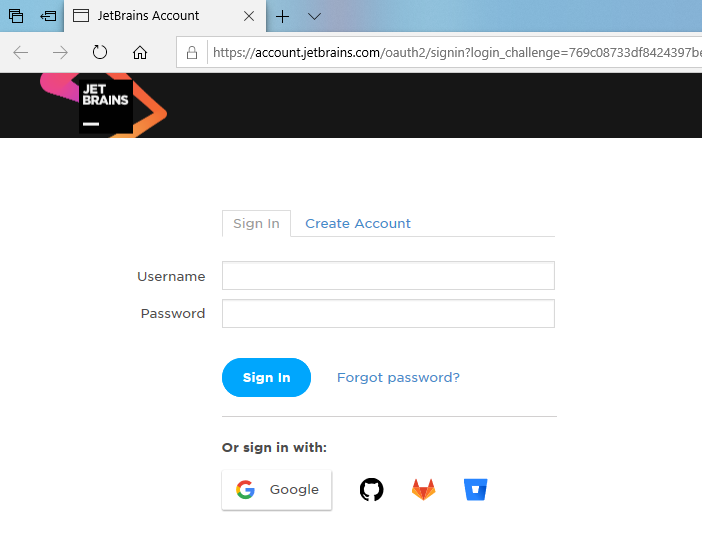 JetBrains Account
https://account.jetbrains.com/oauth2/signin?login_challenge=769c08733df8424397be
JET
BRAINS
Sign In Create Account
Username
Password
Sign In Forgot password?
Or sign in with:
Google